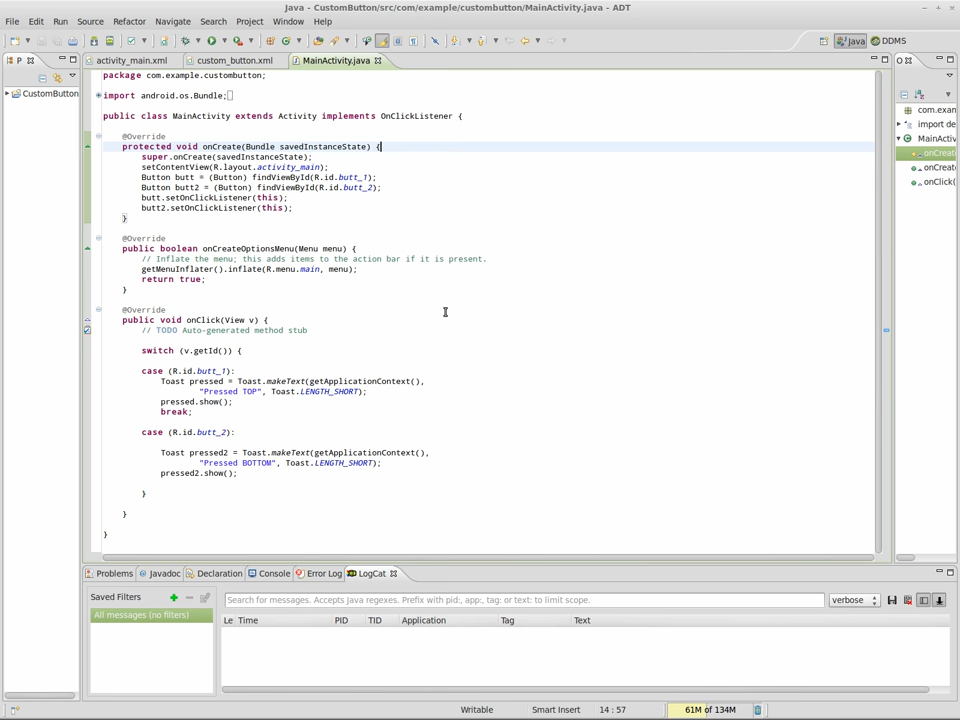 Java - CustomButton/src/com/example/custombutton/MainActivity.java - ADT
File Edit Run Source Refactor Navigate Search Project Window Help
Java DDMS
P activity_main.xml custom_button.xml MainActivity.java O
CustomButton
package com.example.custombutton;
import android.os.Bundle;
public class MainActivity extends Activity implements OnClickListener {
@Override
protected void onCreate(Bundle savedInstanceState) {
super.onCreate(savedInstanceState);
setContentView(R.layout.activity_main);
Button butt = (Button) findViewById(R.id.butt_1);
Button butt2 = (Button) findViewById(R.id.butt_2);
butt.setOnClickListener(this);
butt2.setOnClickListener(this);
}
@Override
public boolean onCreateOptionsMenu(Menu menu) {
// Inflate the menu; this adds items to the action bar if it is present.
getMenuInflater().inflate(R.menu.main, menu);
return true;
}
@Override
public void onClick(View v) {
// TODO Auto-generated method stub
switch (v.getId()) {
case (R.id.butt_1):
Toast pressed = Toast.makeText(getApplicationContext(),
"Pressed TOP", Toast.LENGTH_SHORT);
pressed.show();
break;
case (R.id.butt_2):
Toast pressed2 = Toast.makeText(getApplicationContext(),
"Pressed BOTTOM", Toast.LENGTH_SHORT);
pressed2.show();
}
}
}
com.exan
import de
MainActiv
onCreat
onCreat
onClick(
Problems Javadoc Declaration Console Error Log LogCat
Saved Filters
All messages (no filters)
Search for messages. Accepts Java regexes. Prefix with pid:, app:, tag: or text: to limit scope.
verbose
Le Time PID TID Application Tag Text
Writable Smart Insert 14 : 57 61M of 134M